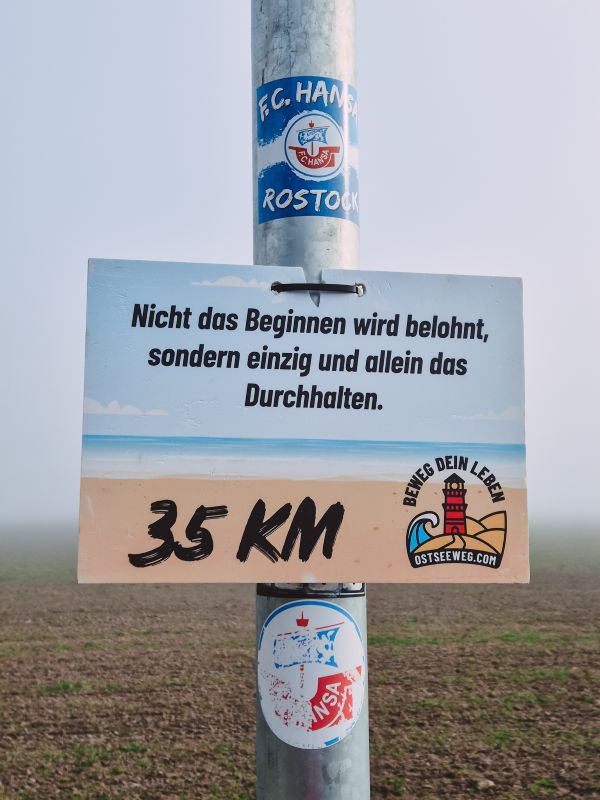 F.C. HANSA
F.C. HANSA
ROSTOCK
Nicht das Beginnen wird belohnt,
sondern einzig und allein das
Durchhalten.
35 KM
BEWEG DEIN LEBEN
OSTSEEWEG.COM